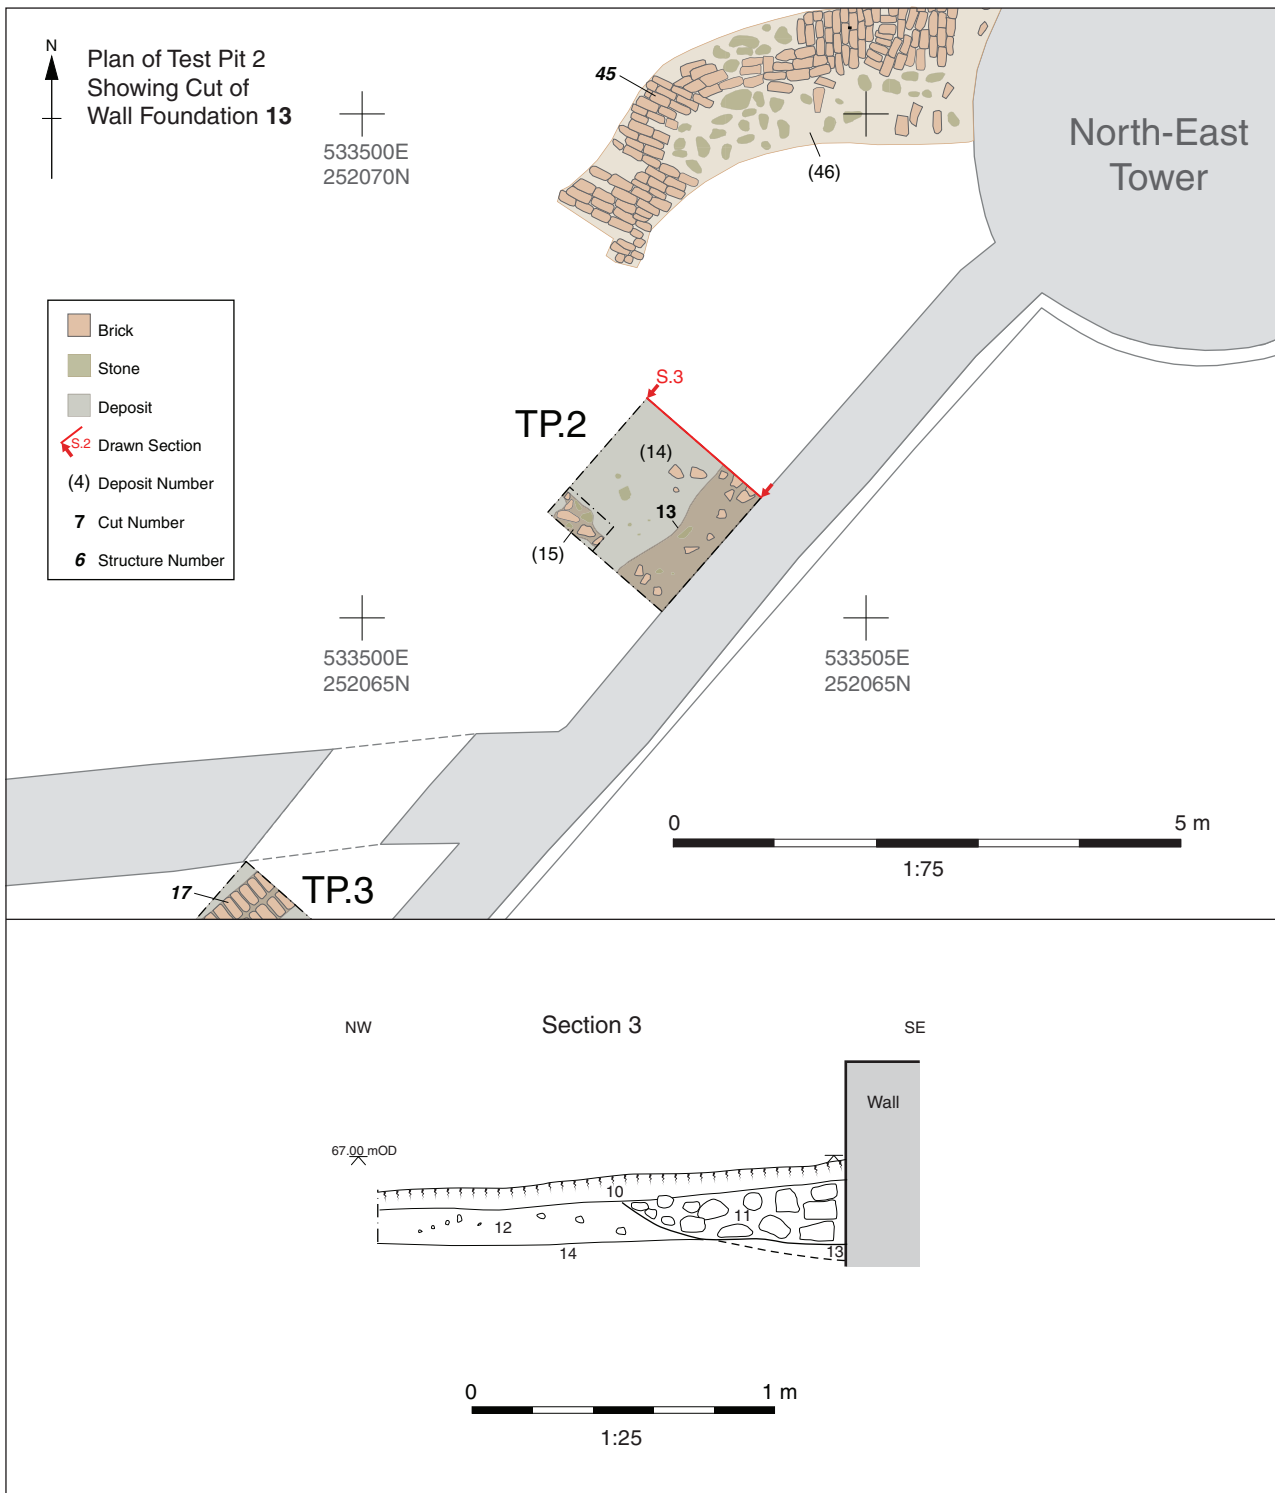 N
Plan of Test Pit 2
Showing Cut of
Wall Foundation 13
45
533500E
252070N
(46)
North-East
Tower
Brick
Stone
Deposit
S.2 Drawn Section
(4) Deposit Number
7 Cut Number
6 Structure Number
S.3
TP.2
(14)
13
(15)
533500E
252065N
533505E
252065N
0 5 m
1:75
17
TP.3
NW Section 3 SE
Wall
67.00 mOD
10
11
12
13
14
0 1 m
1:25